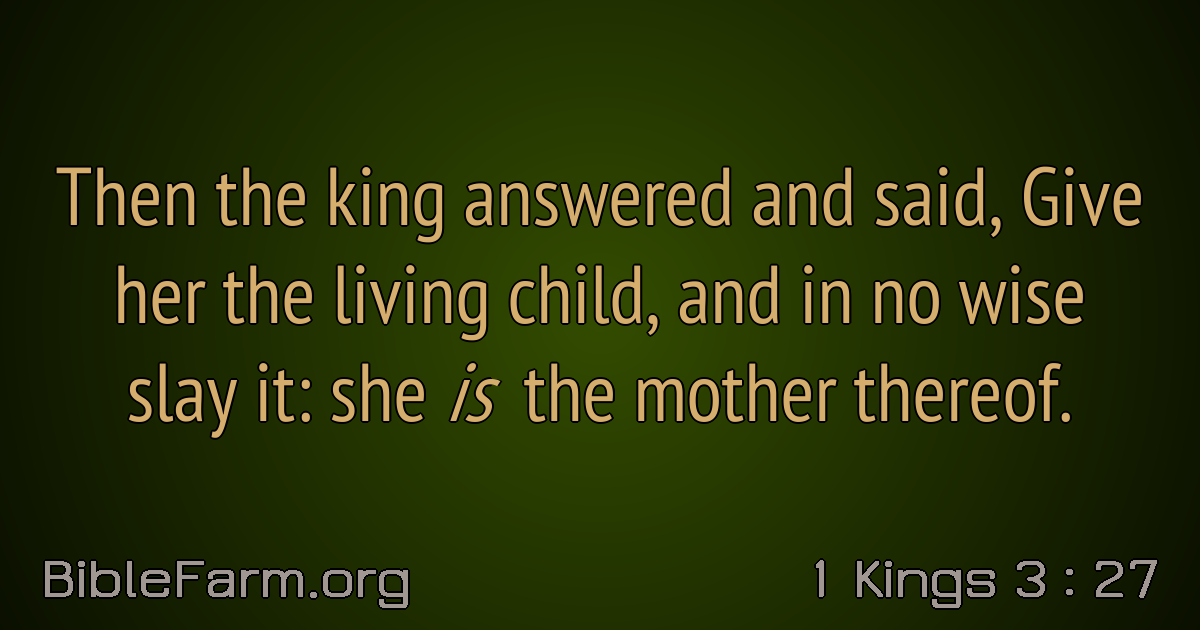 Then the king answered and said, Give
her the living child, and in no wise
slay it: she is the mother thereof.
BibleFarm.org
1 Kings 3 : 27